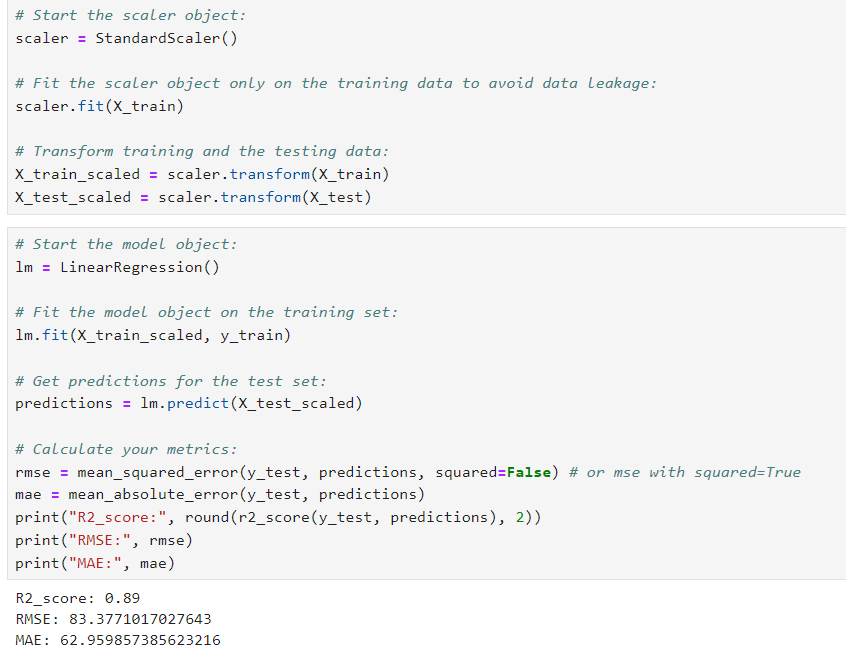 # Start the scaler object:
scaler = StandardScaler()
# Fit the scaler object only on the training data to avoid data leakage:
scaler.fit(X_train)
# Transform training and the testing data:
X_train_scaled = scaler.transform(X_train)
X_test_scaled = scaler.transform(X_test)
# Start the model object:
lm = LinearRegression()
# Fit the model object on the training set:
lm.fit(X_train_scaled, y_train)
# Get predictions for the test set:
predictions = lm.predict(X_test_scaled)
# Calculate your metrics:
rmse = mean_squared_error(y_test, predictions, squared=False) # or mse with squared=True
mae = mean_absolute_error(y_test, predictions)
print("R2_score:", round(r2_score(y_test, predictions), 2))
print("RMSE:", rmse)
print("MAE:", mae)
R2_score: 0.89
RMSE: 83.3771017027643
MAE: 62.959857385623216